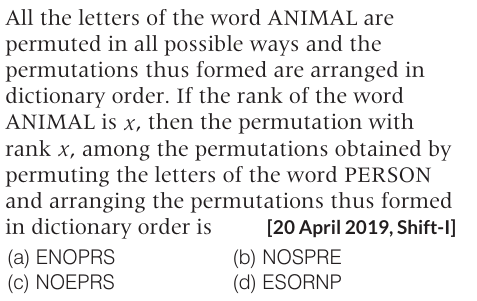 All the letters of the word ANIMAL are
permuted in all possible ways and the
permutations thus formed are arranged in
dictionary order. If the rank of the word
ANIMAL is x, then the permutation with
rank x, among the permutations obtained by
permuting the letters of the word PERSON
and arranging the permutations thus formed
in dictionary order is [20 April 2019, Shift-I]
(a) ENOPRS (b) NOSPRE
(c) NOEPRS (d) ESORNP